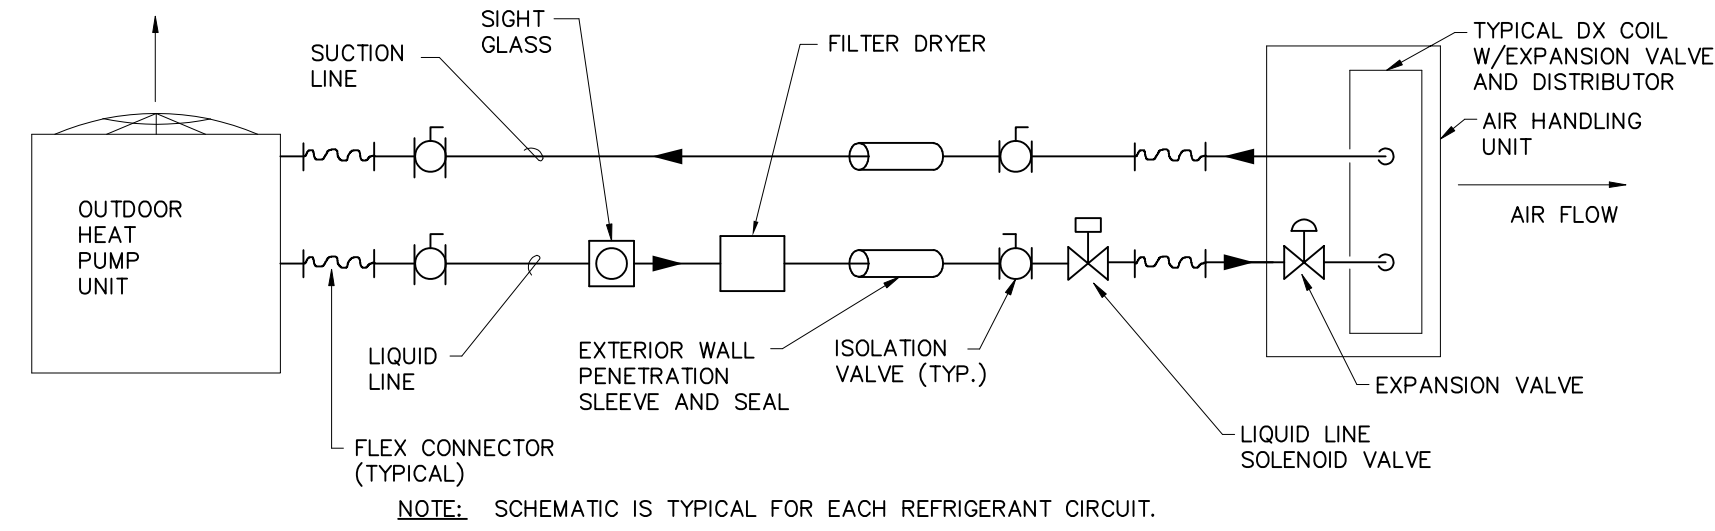 SIGHT
GLASS
SUCTION
LINE
FILTER DRYER
TYPICAL DX COIL
W/EXPANSION VALVE
AND DISTRIBUTOR
AIR HANDLING
UNIT
AIR FLOW
OUTDOOR
HEAT
PUMP
UNIT
LIQUID
LINE
EXTERIOR WALL
PENETRATION
SLEEVE AND SEAL
ISOLATION
VALVE (TYP.)
EXPANSION VALVE
LIQUID LINE
SOLENOID VALVE
FLEX CONNECTOR
(TYPICAL)
NOTE: SCHEMATIC IS TYPICAL FOR EACH REFRIGERANT CIRCUIT.